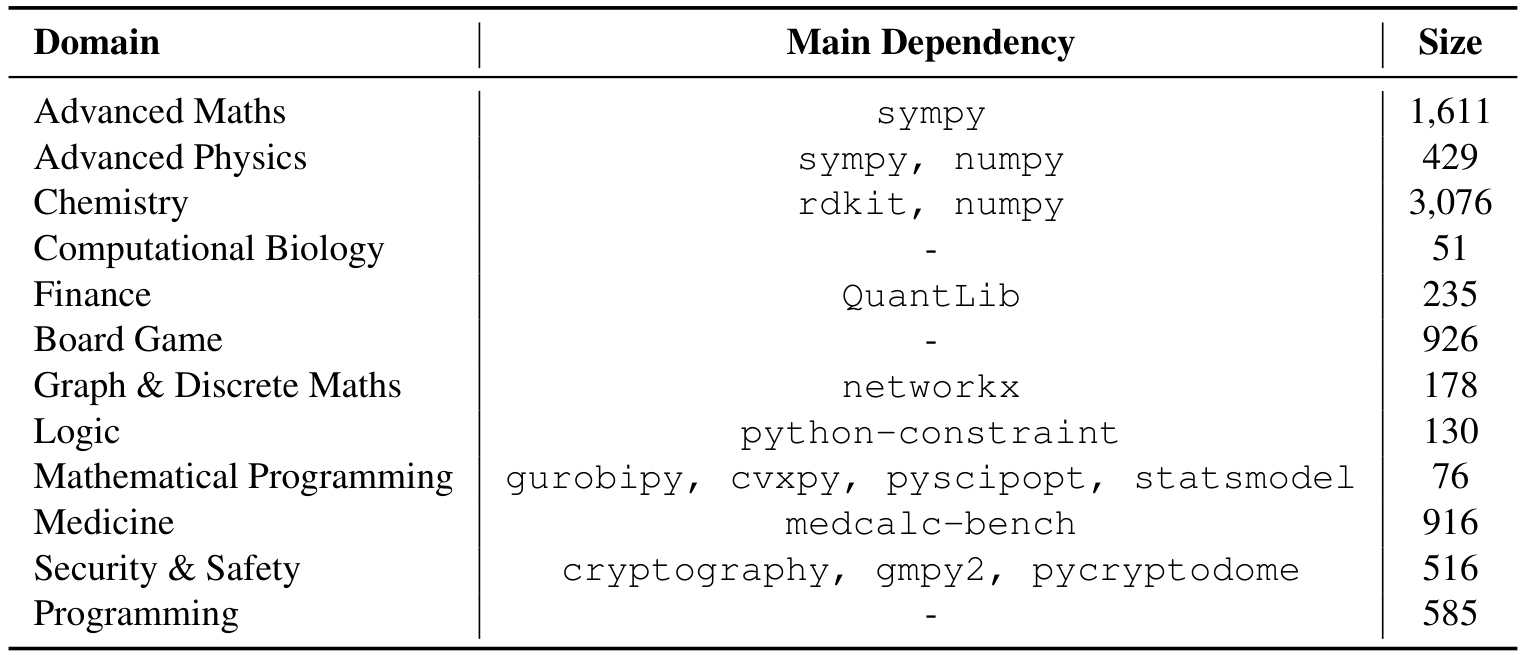 Domain Main Dependency Size
Advanced Maths sympy 1,611
Advanced Physics sympy, numpy 429
Chemistry rdkit, numpy 3,076
Computational Biology - 51
Finance QuantLib 235
Board Game - 926
Graph & Discrete Maths networkx 178
Logic python-constraint 130
Mathematical Programming gurobipy, cvxpy, pyscipopt, statsmodel 76
Medicine medcalc-bench 916
Security & Safety cryptography, gmpy2, pycryptodome 516
Programming - 585